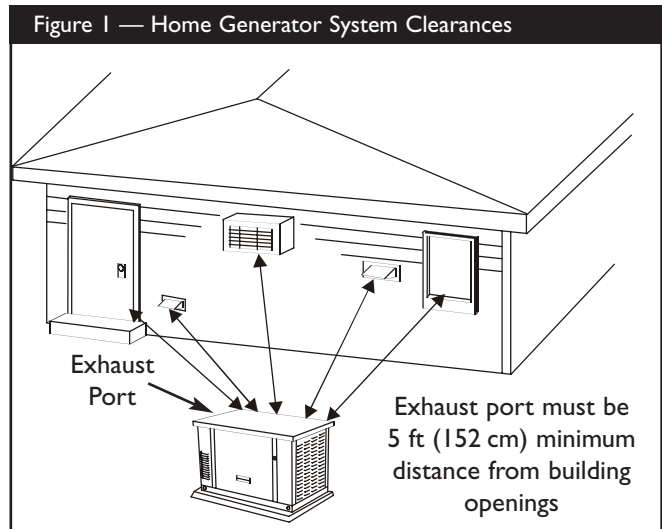 Figure 1 — Home Generator System Clearances
Exhaust
Port
Exhaust port must be
5 ft (152 cm) minimum
distance from building
openings